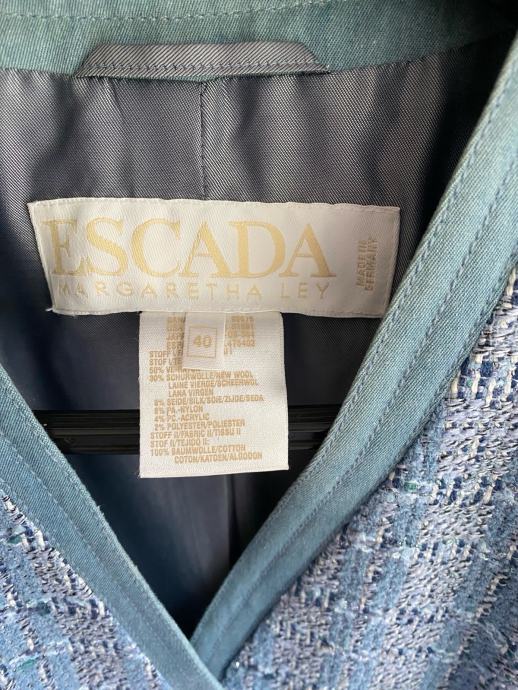 ESCADA
MARGARETHA LEY
MADE IN
GERMANY
40
50%
30% SCHURWOLLE/NEW WOOL
LAINE VIERGE/SCHEERWOL
LANA VIRGEN
8% SEIDE/SILK/SOIE/ZIJDE/SEDA
6% PA.-NYLON
4% PC.-ACRYLIC
2% POLYESTER/POLIESTER
STOFF II/FABRIC II/TISSU II
STOF II/TEJIDO II:
100% BAUMWOLLE/COTTON
COTON/KATOEN/ALGODON